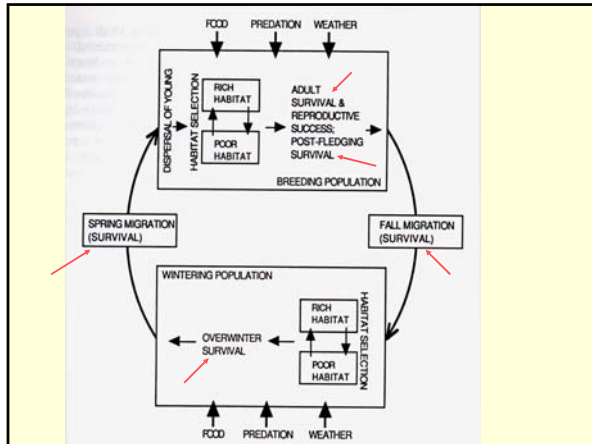 FOOD PREDATION WEATHER
DISPERSAL OF YOUNG
HABITAT SELECTION
RICH
HABITAT
POOR
HABITAT
ADULT
SURVIVAL &
REPRODUCTIVE
SUCCESS;
POST-FLEDGING
SURVIVAL
BREEDING POPULATION
SPRING MIGRATION
(SURVIVAL)
FALL MIGRATION
(SURVIVAL)
WINTERING POPULATION
OVERWINTER
SURVIVAL
RICH
HABITAT
POOR
HABITAT
HABITAT SELECTION
FOOD PREDATION WEATHER